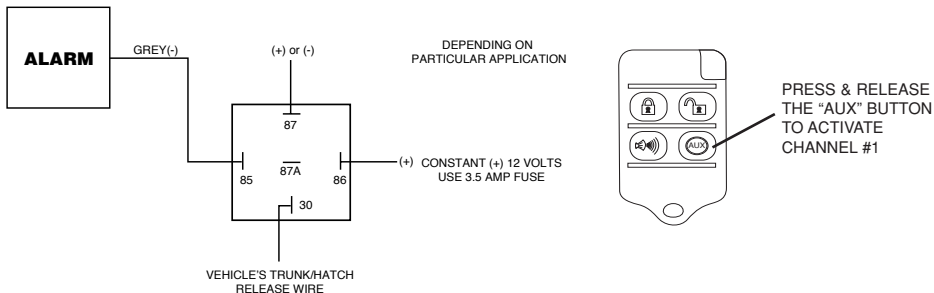 ALARM
GREY(-)
(+) or (-)
DEPENDING ON
PARTICULAR APPLICATION
87
85
87A
86
30
(+) CONSTANT (+) 12 VOLTS
USE 3.5 AMP FUSE
VEHICLE'S TRUNK/HATCH
RELEASE WIRE
AUX
PRESS & RELEASE
THE “AUX” BUTTON
TO ACTIVATE
CHANNEL #1